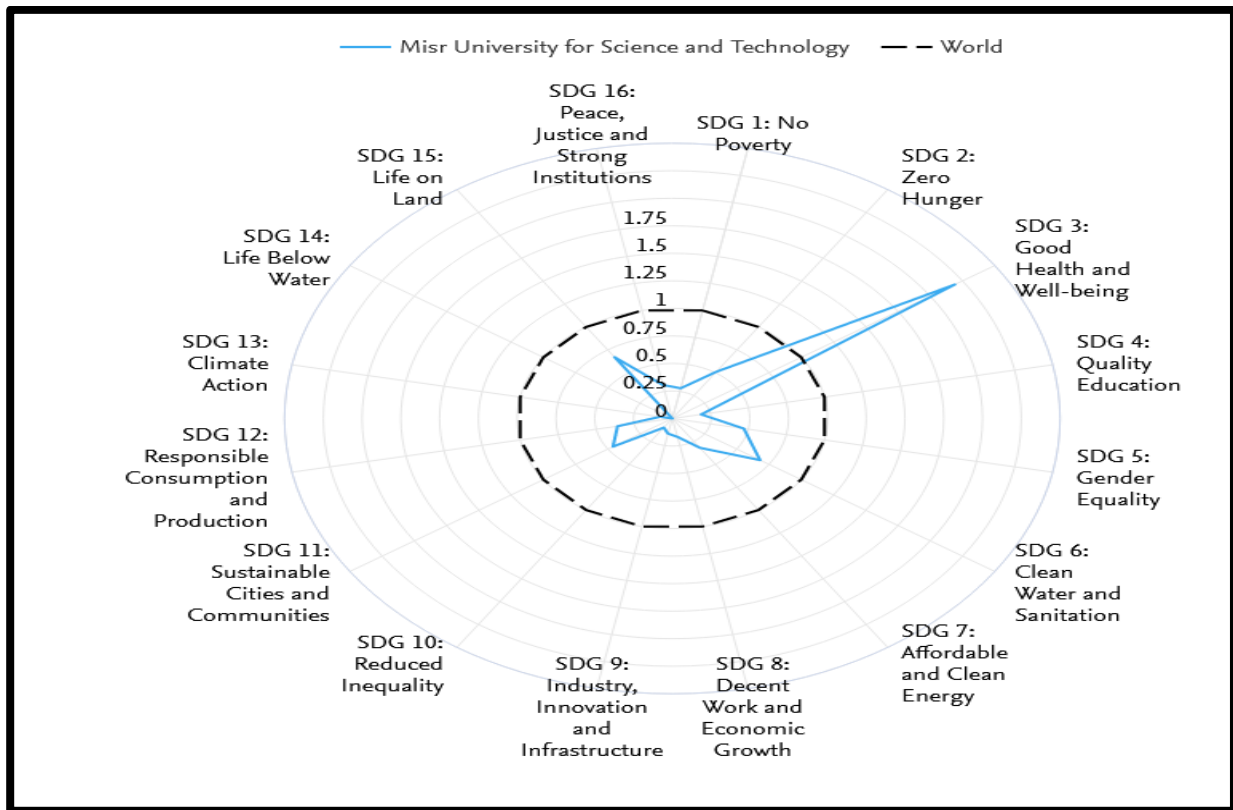 Misr University for Science and Technology
World
SDG 16:
Peace,
Justice and
Strong
Institutions
SDG 1: No
Poverty
SDG 2:
Zero
Hunger
SDG 3:
Good
Health and
Well-being
SDG 4:
Quality
Education
SDG 5:
Gender
Equality
SDG 6:
Clean
Water and
Sanitation
SDG 7:
Affordable
and Clean
Energy
SDG 8:
Decent
Work and
Economic
Growth
SDG 9:
Industry,
Innovation
and
Infrastructure
SDG 10:
Reduced
Inequality
SDG 11:
Sustainable
Cities and
Communities
SDG 12:
Responsible
Consumption
and
Production
SDG 13:
Climate
Action
SDG 14:
Life Below
Water
SDG 15:
Life on
Land
1.75
1.5
1.25
1
0.75
0.5
0.25
0